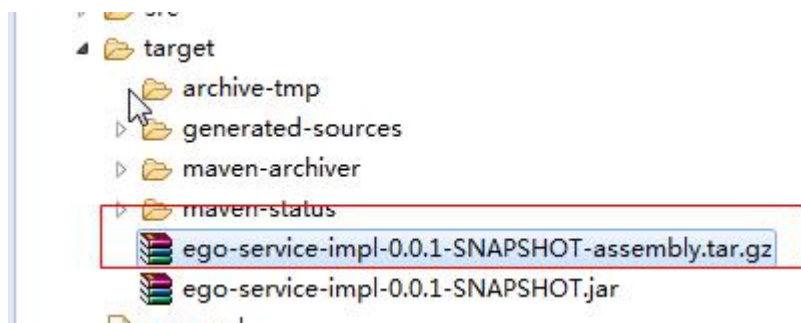 target
archive-tmp
generated-sources
maven-archiver
maven-status
ego-service-impl-0.0.1-SNAPSHOT-assembly.tar.gz
ego-service-impl-0.0.1-SNAPSHOT.jar